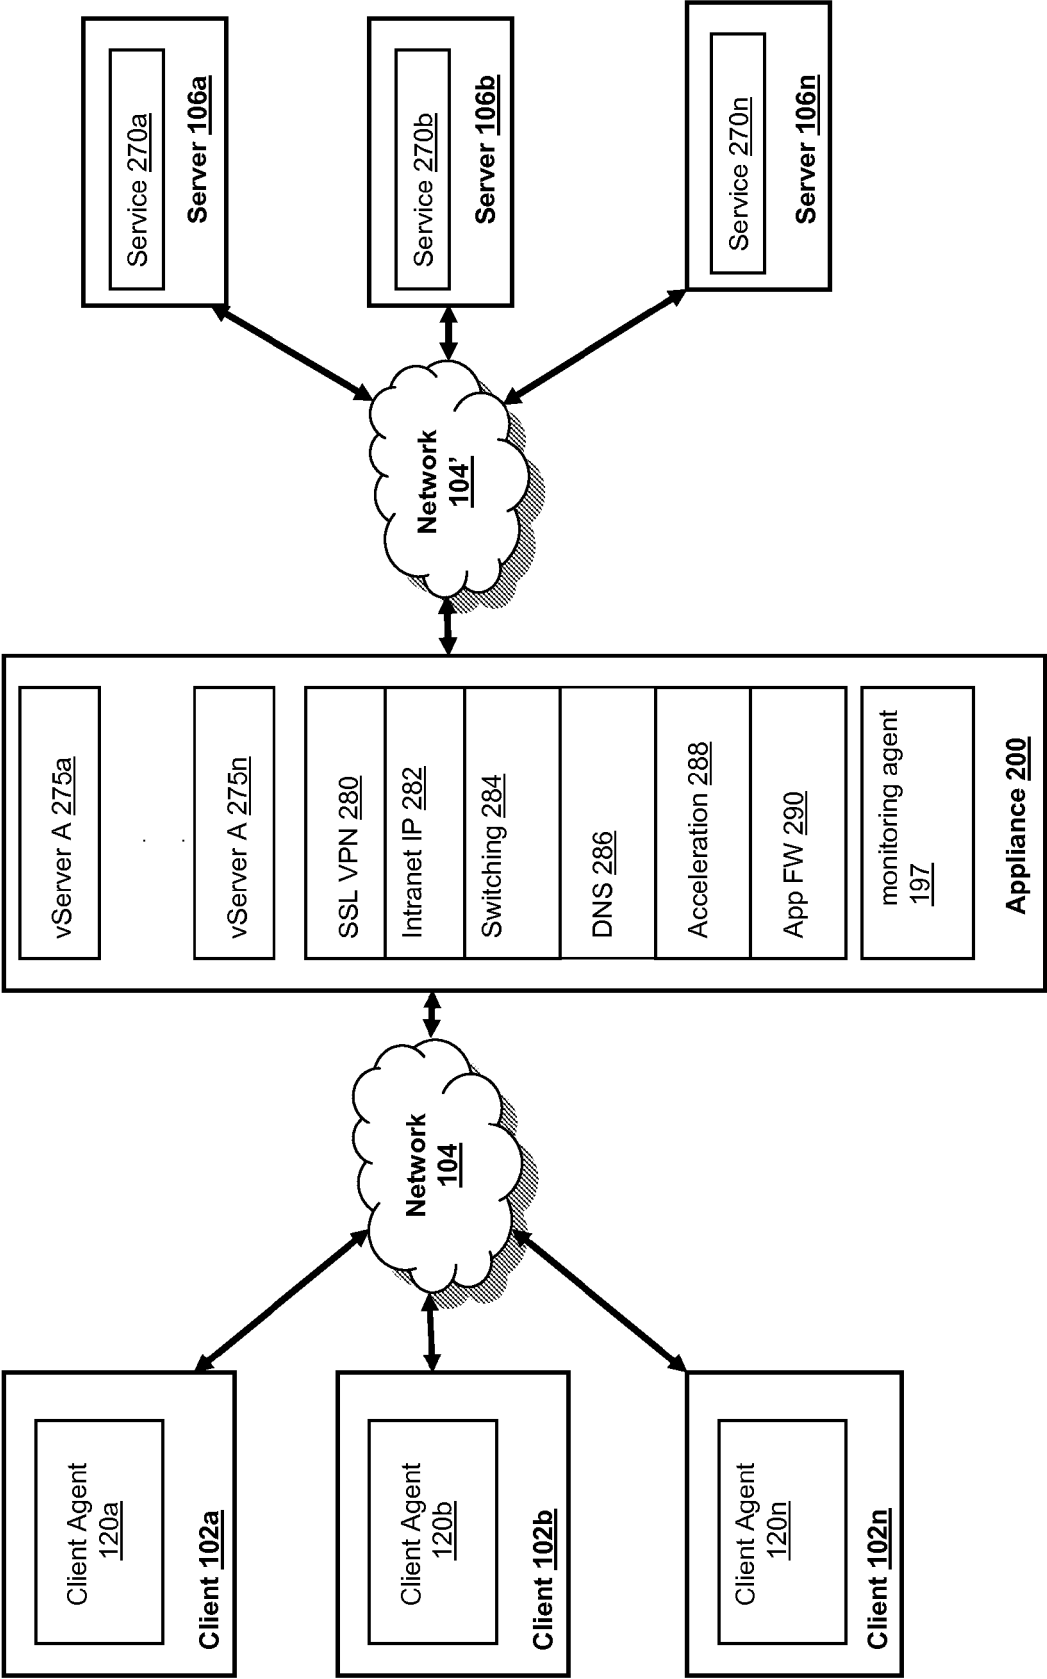 Client Agent
120a
Client 102a
Client Agent
120b
Client 102b
Client Agent
120n
Client 102n
Network
104
vServer A 275a
vServer A 275n
SSL VPN 280
Intranet IP 282
Switching 284
DNS 286
Acceleration 288
App FW 290
monitoring agent
197
Appliance 200
Network
104'
Service 270a
Server 106a
Service 270b
Server 106b
Service 270n
Server 106n